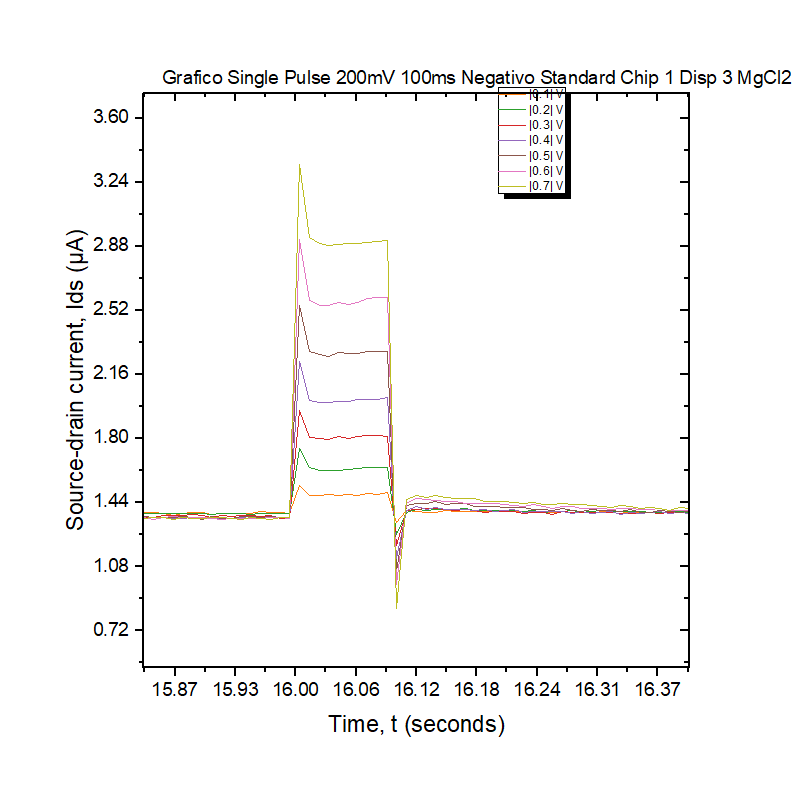 Grafico Single Pulse 200mV 100ms Negativo Standard Chip 1 Disp 3 MgCl2
|0.1| V
|0.2| V
|0.3| V
|0.4| V
|0.5| V
|0.6| V
|0.7| V
3.60
3.24
2.88
2.52
2.16
1.80
1.44
1.08
0.72
Source-drain current, Ids (µA)
15.87 15.93 16.00 16.06 16.12 16.18 16.24 16.31 16.37
Time, t (seconds)